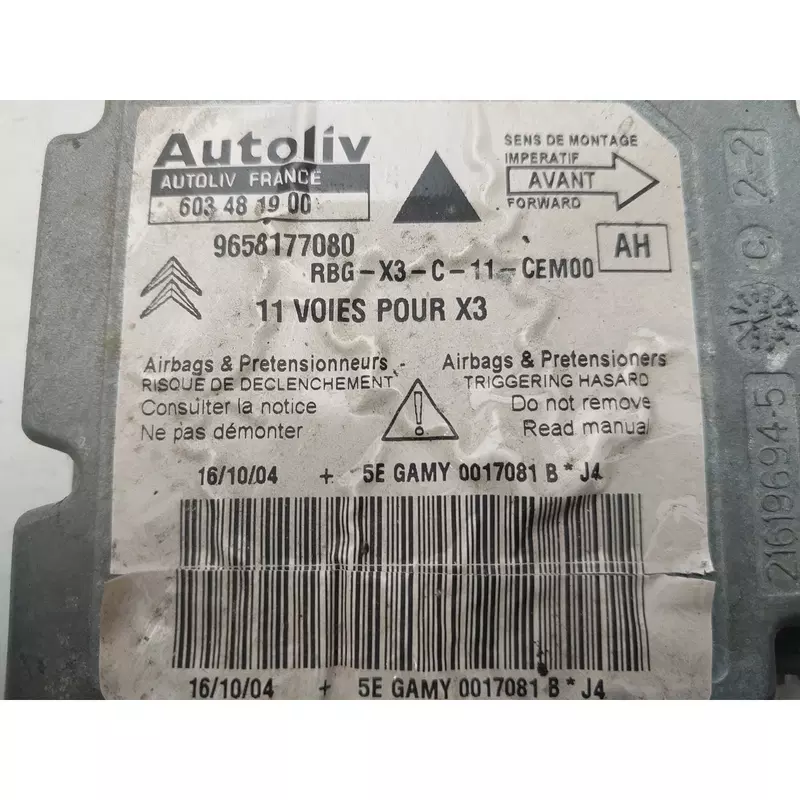 Autoliv
AUTOLIV FRANCE
603 48 19 00
SENS DE MONTAGE
IMPERATIF
AVANT
FORWARD
9658177080
AH
RBG-X3-C-11-CEM00
11 VOIES POUR X3
Airbags & Pretensionneurs
RISQUE DE DECLENCHEMENT
Consulter la notice
Ne pas démonter
!
Airbags & Pretensioners
TRIGGERING HASARD
Do not remove
Read manual
16/10/04 + 5E GAMY 0017081 B * J4
16/10/04 + 5E GAMY 0017081 B * J4
21619694-5
C 2-2